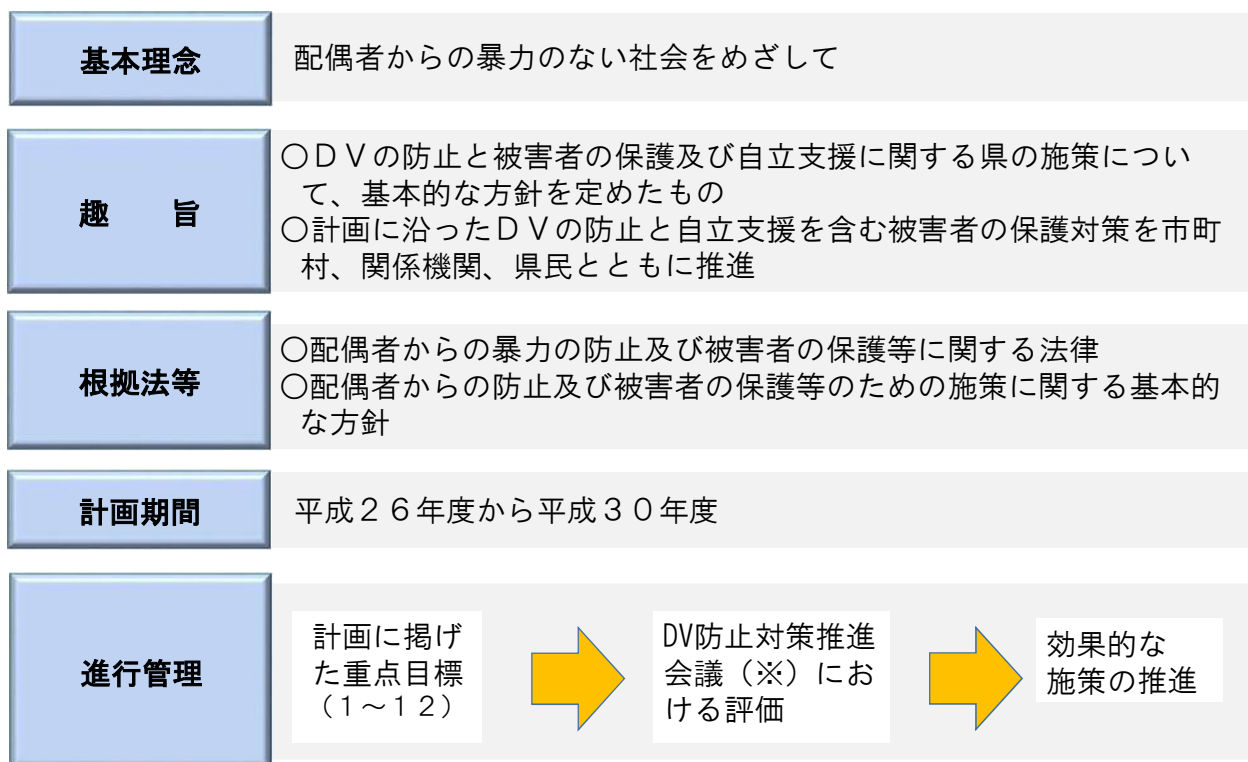 基本理念
配偶者からの暴力のない社会をめざして
趣　旨
〇ＤＶの防止と被害者の保護及び自立支援に関する県の施策につい
て、基本的な方針を定めたもの
〇計画に沿ったＤＶの防止と自立支援を含む被害者の保護対策を市町
村、関係機関、県民とともに推進
根拠法等
〇配偶者からの暴力の防止及び被害者の保護等に関する法律
〇配偶者からの防止及び被害者の保護等のための施策に関する基本的
な方針
計画期間
平成２６年度から平成３０年度
進行管理
計画に掲げ
た重点目標
（１～１２）
DV防止対策推進
会議（※）にお
ける評価
効果的な
施策の推進